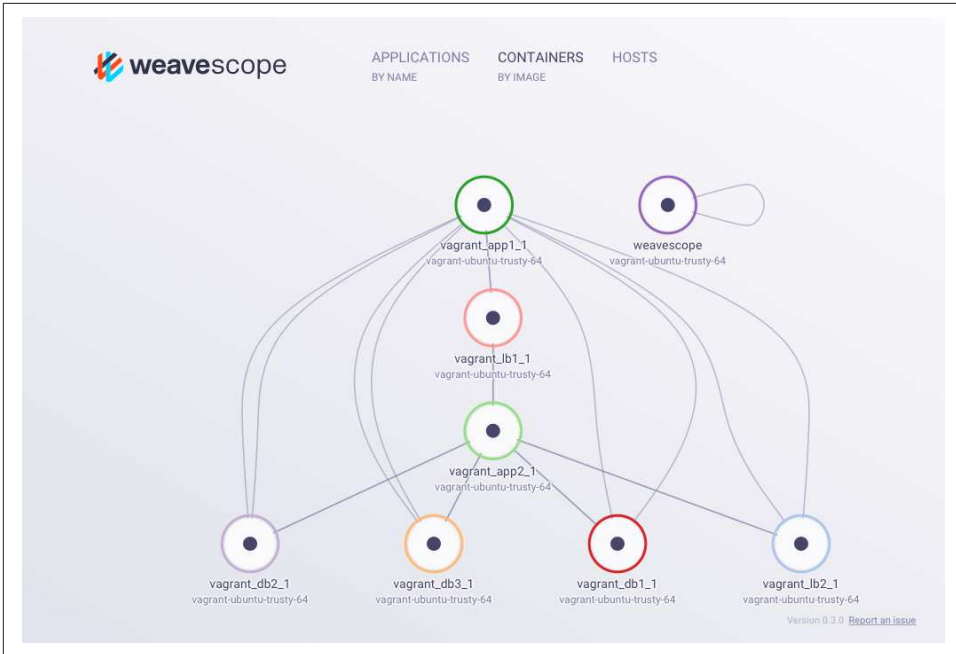 weavescope
APPLICATIONS CONTAINERS HOSTS
BY NAME BY IMAGE
vagrant_app1_1
vagrant-ubuntu-trusty-64
weavescope
vagrant-ubuntu-trusty-64
vagrant_lb1_1
vagrant-ubuntu-trusty-64
vagrant_app2_1
vagrant-ubuntu-trusty-64
vagrant_db2_1
vagrant-ubuntu-trusty-64
vagrant_db3_1
vagrant-ubuntu-trusty-64
vagrant_db1_1
vagrant-ubuntu-trusty-64
vagrant_lb2_1
vagrant-ubuntu-trusty-64
Version 0.3.0 Report an issue